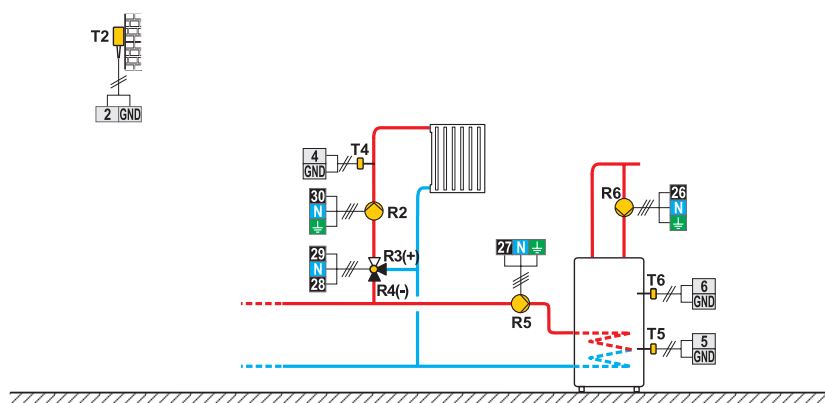 T2
2 GND
4
GND
T4
30
N
R2
29
N
28
R3(+)
R4(-)
27 N
R5
R6
26
N
T6
6
GND
T5
5
GND